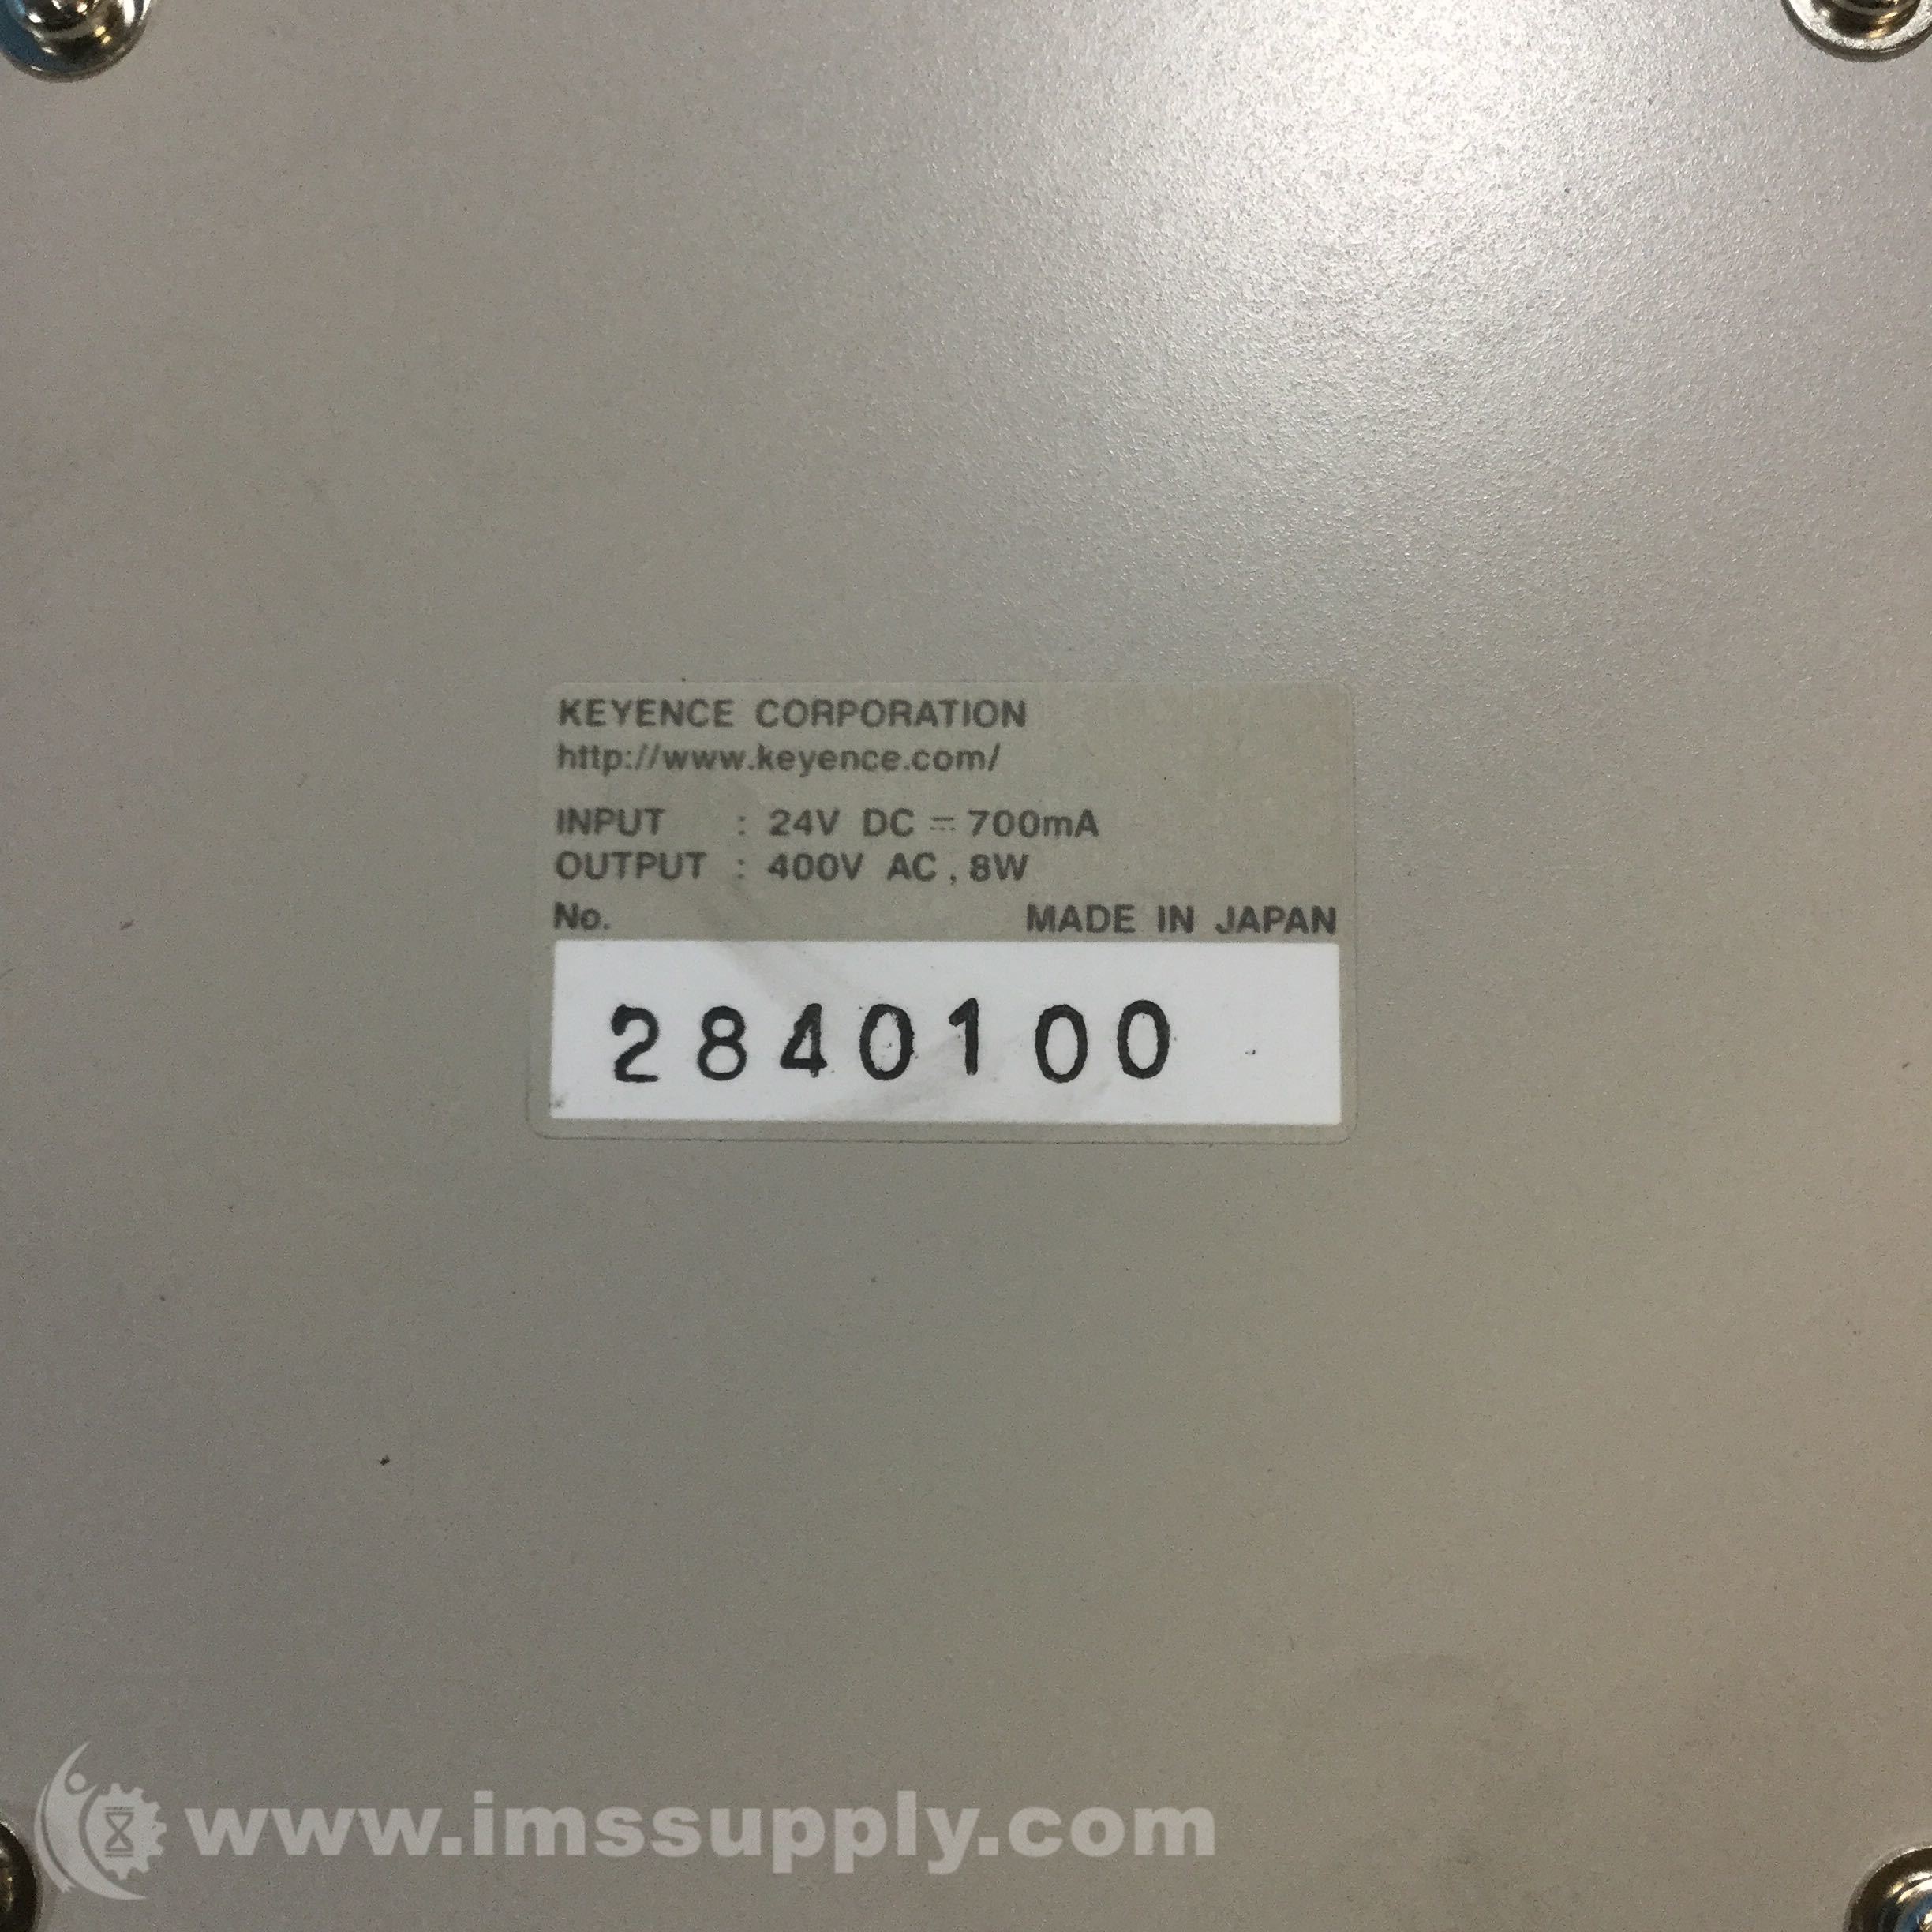 KEYENCE CORPORATION
http://www.keyence.com/
INPUT : 24V DC ⎓ 700mA
OUTPUT : 400V AC, 8W
No. MADE IN JAPAN
2840100
www.imssupply.com